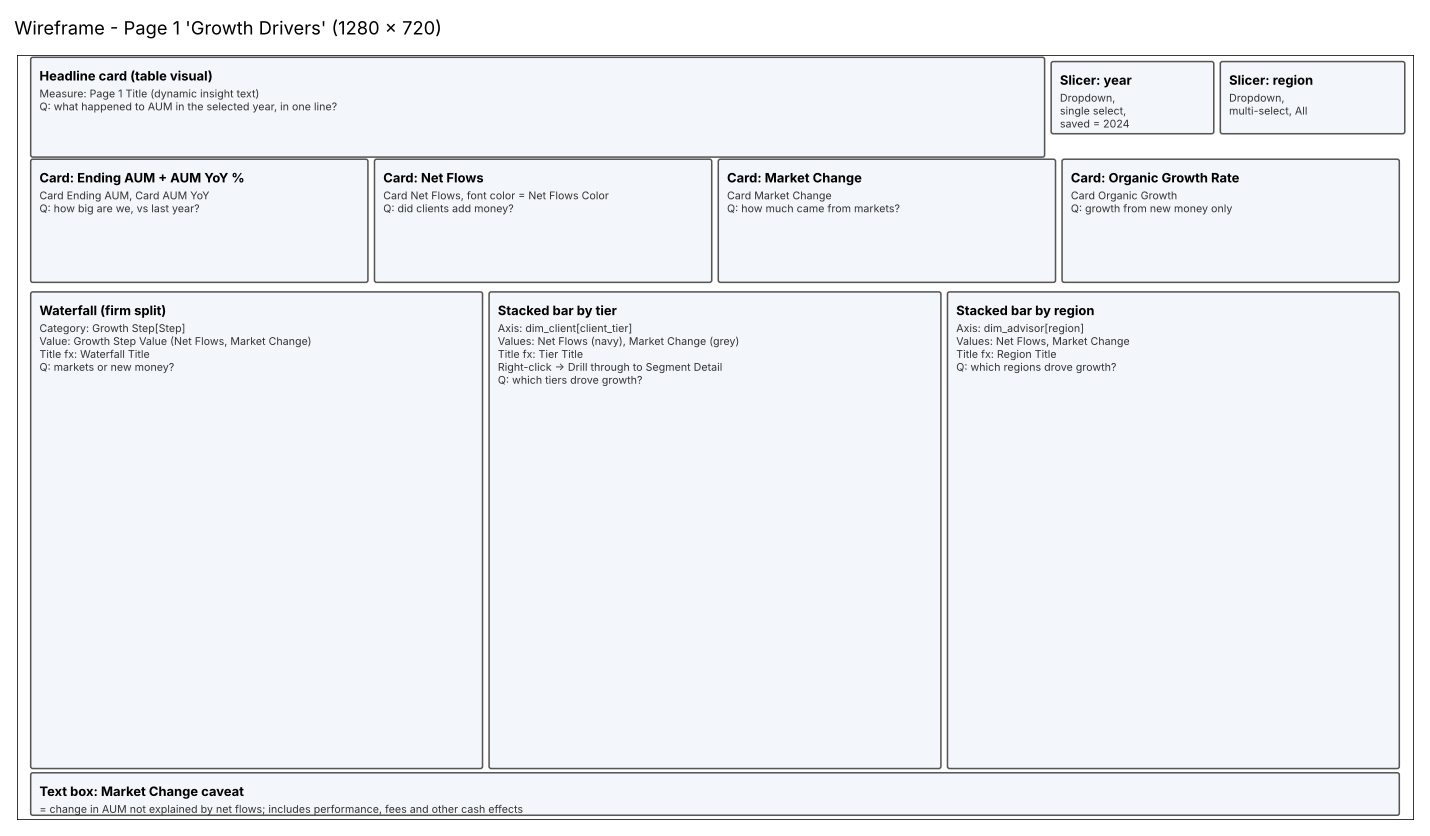 Wireframe - Page 1 'Growth Drivers' (1280 × 720)
Headline card (table visual)
Measure: Page 1 Title (dynamic insight text)
Q: what happened to AUM in the selected year, in one line?
Slicer: year
Dropdown,
single select,
saved = 2024
Slicer: region
Dropdown,
multi-select, All
Card: Ending AUM + AUM YoY %
Card Ending AUM, Card AUM YoY
Q: how big are we, vs last year?
Card: Net Flows
Card Net Flows, font color = Net Flows Color
Q: did clients add money?
Card: Market Change
Card Market Change
Q: how much came from markets?
Card: Organic Growth Rate
Card Organic Growth
Q: growth from new money only
Waterfall (firm split)
Category: Growth Step[Step]
Value: Growth Step Value (Net Flows, Market Change)
Title fx: Waterfall Title
Q: markets or new money?
Stacked bar by tier
Axis: dim_client[client_tier]
Values: Net Flows (navy), Market Change (grey)
Title fx: Tier Title
Right-click → Drill through to Segment Detail
Q: which tiers drove growth?
Stacked bar by region
Axis: dim_advisor[region]
Values: Net Flows, Market Change
Title fx: Region Title
Q: which regions drove growth?
Text box: Market Change caveat
= change in AUM not explained by net flows; includes performance, fees and other cash effects